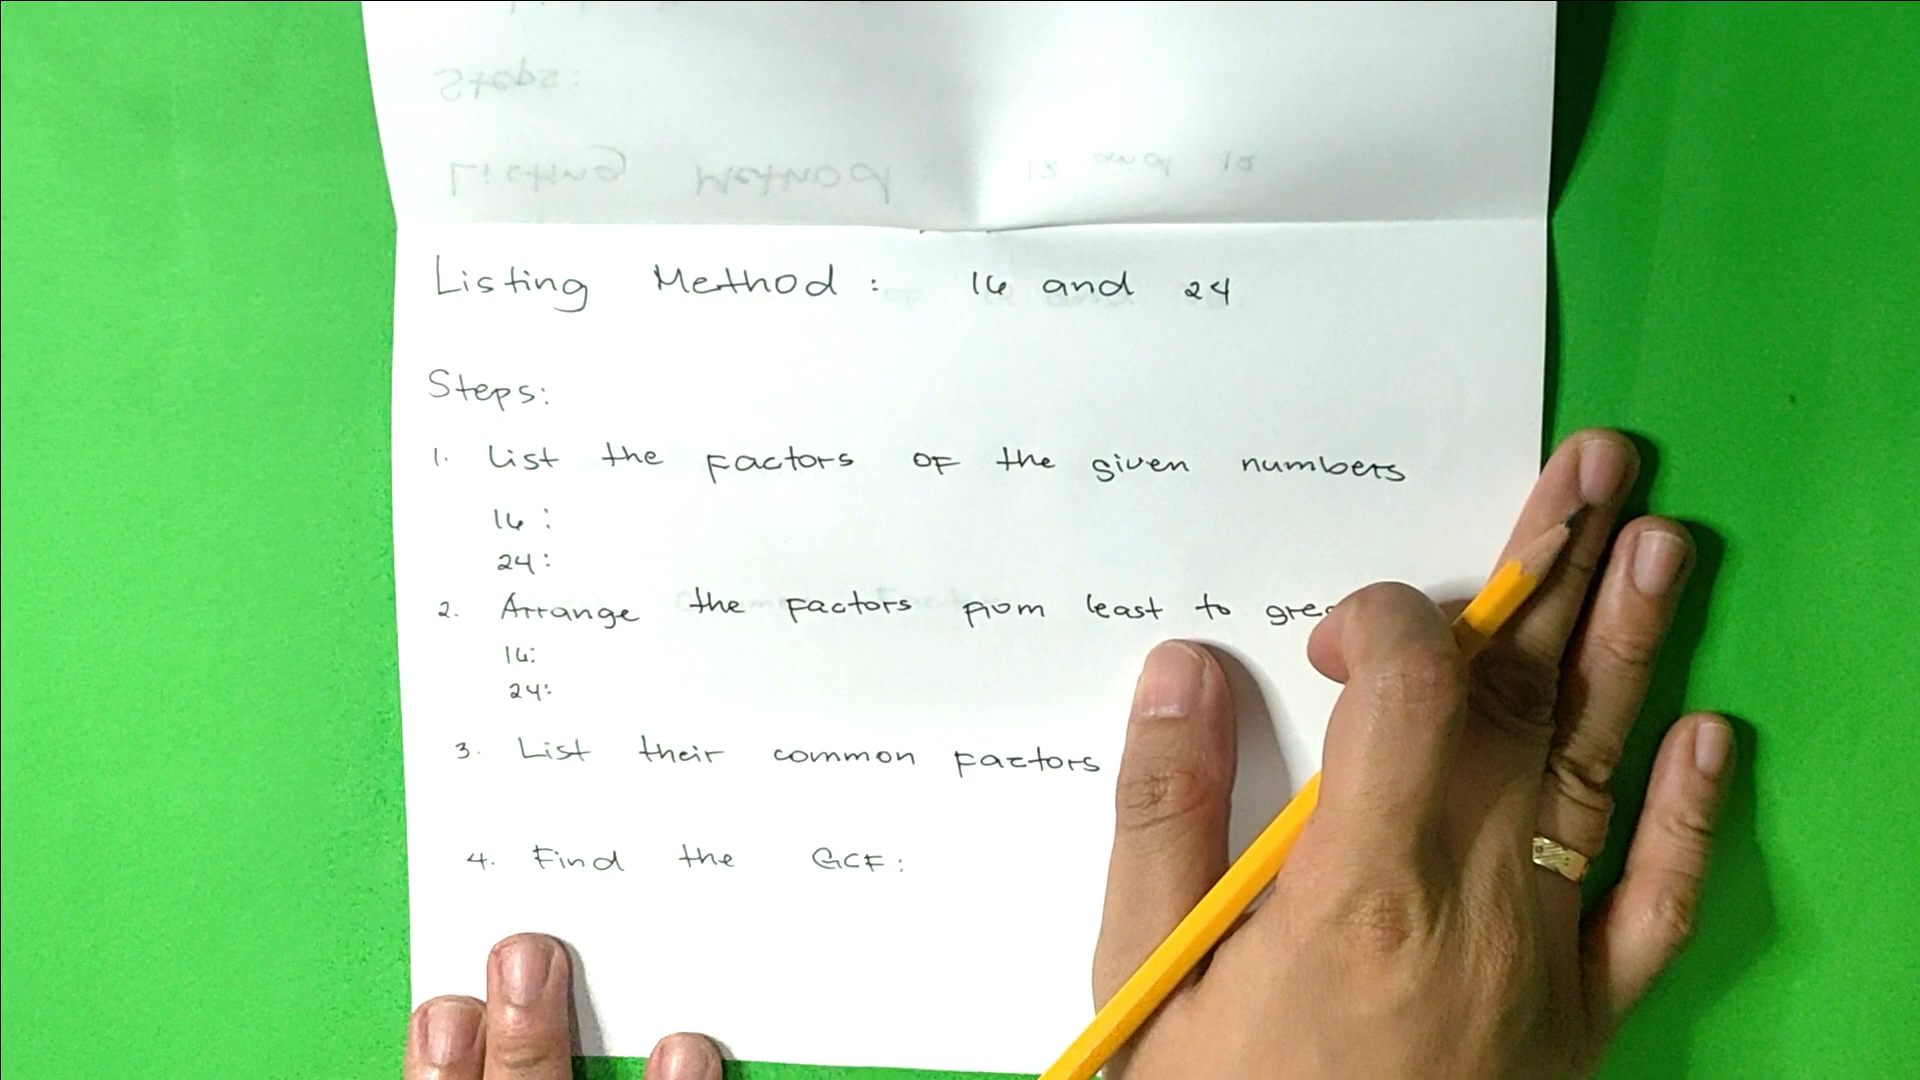 Listing Method : 16 and 24
Steps:
1. List the factors of the given numbers
16 :
24 :
2. Arrange the factors from least to grea
16:
24:
3. List their common factors
4. Find the GCF: